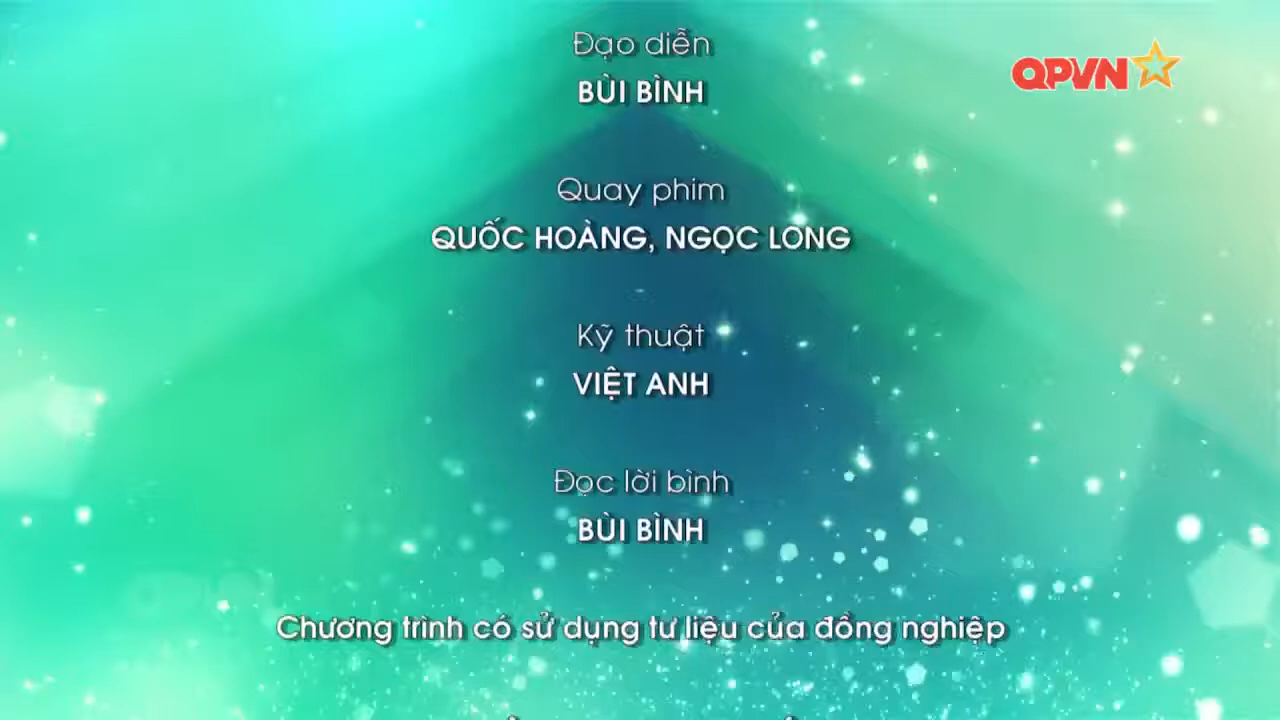 Đạo diễn
QPVN
BÙI BÌNH
Quay phim
QUỐC HOÀNG, NGỌC LONG
Kỹ thuật
VIỆT ANH
Đọc lời bình
BÙI BÌNH
Chương trình có sử dụng tư liệu của đồng nghiệp